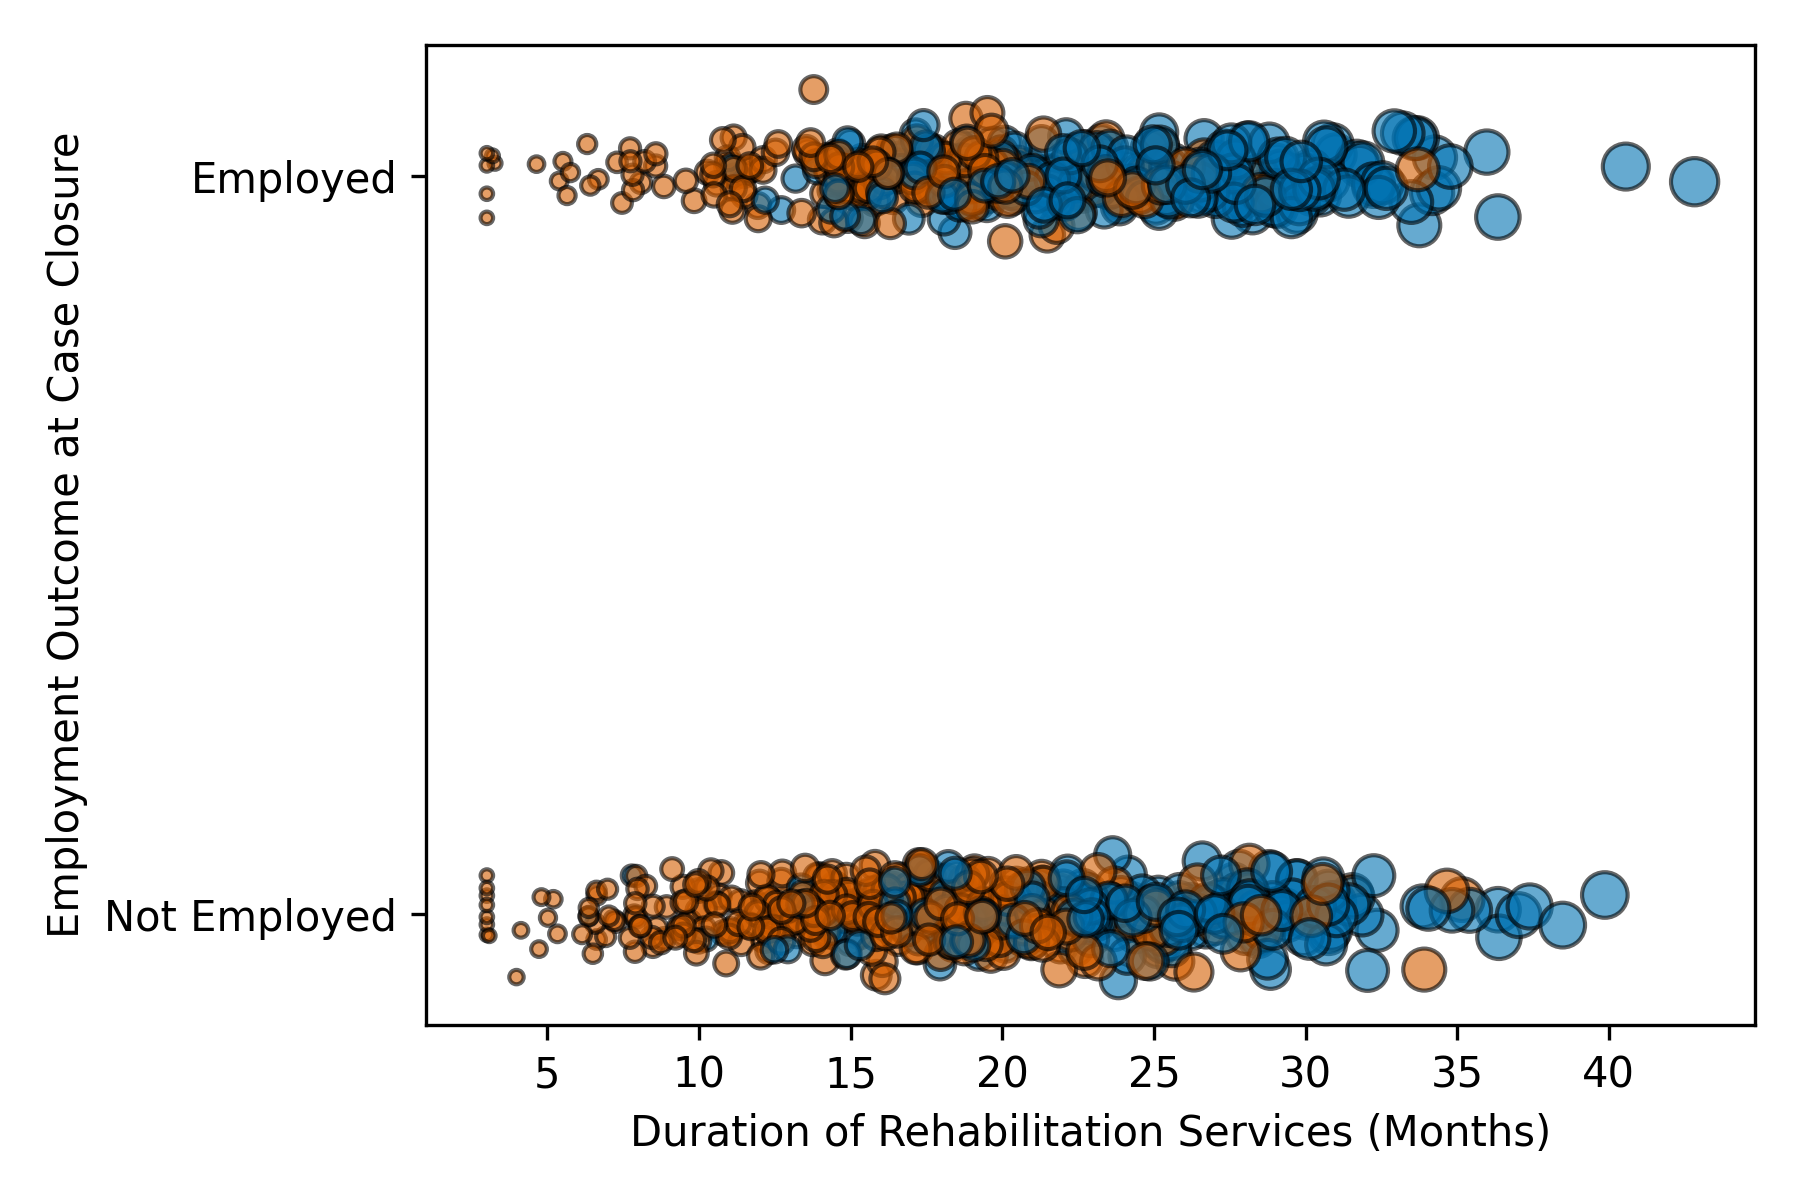 Employment Outcome at Case Closure
Employed
Not Employed
5 10 15 20 25 30 35 40
Duration of Rehabilitation Services (Months)